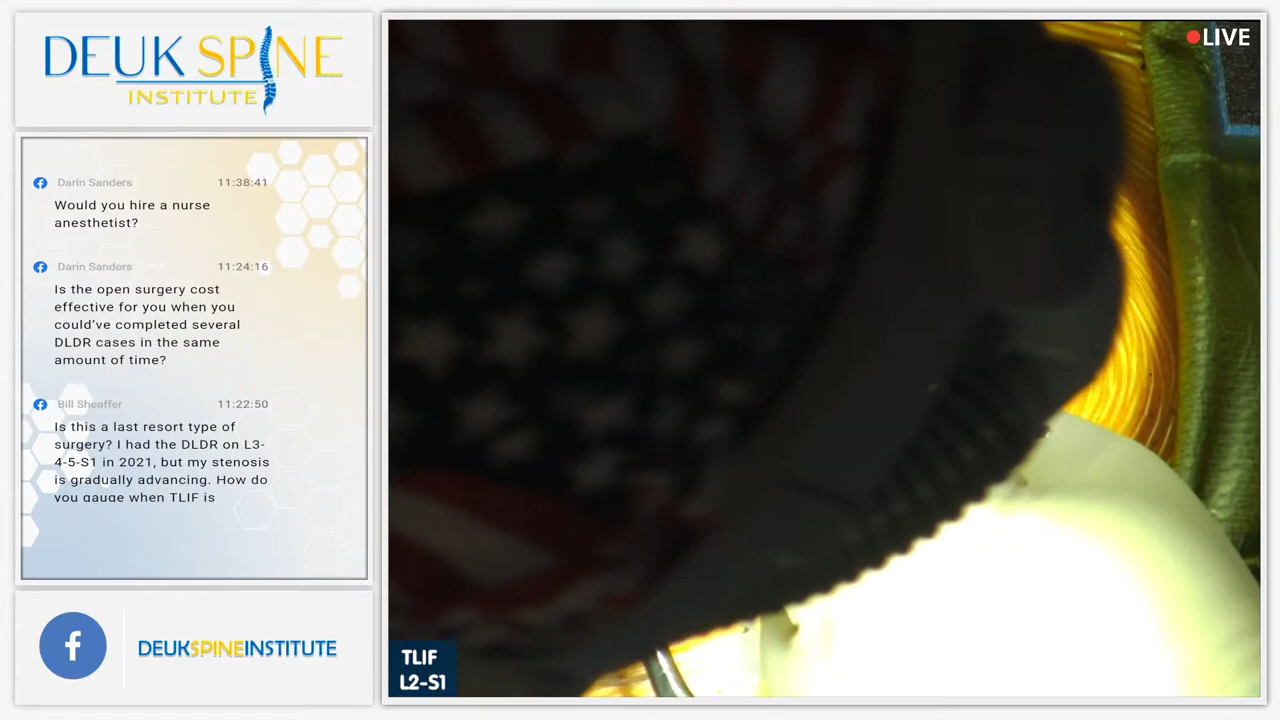 DEUK SPINE
INSTITUTE
Darin Sanders 11:38:41
Would you hire a nurse
anesthetist?
Darin Sanders 11:24:16
Is the open surgery cost
effective for you when you
could've completed several
DLDR cases in the same
amount of time?
Bill Sheaffer 11:22:50
Is this a last resort type of
surgery? I had the DLDR on L3-
4-5-S1 in 2021, but my stenosis
is gradually advancing. How do
you gauge when TLIF is
DEUKSPINEINSTITUTE
LIVE
TLIF
L2-S1